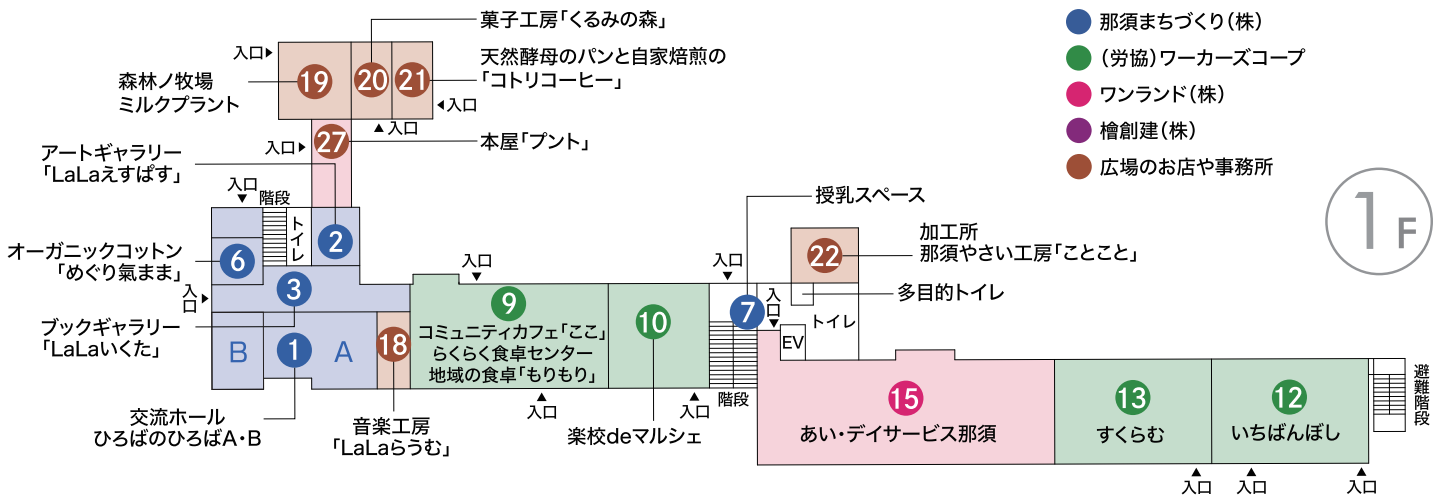 菓子工房「くるみの森」
天然酵母のパンと自家焙煎の
「コトリコーヒー」
入口
19
20
21
森林ノ牧場
ミルクプラント
入口
入口
27
入口
本屋「プント」
アートギャラリー
「LaLaえすぱす」
入口
階段
トイレ
2
オーガニックコットン
「めぐり氣まま」
6
入口
3
ブックギャラリー
「LaLaいくた」
B
1
A
18
交流ホール
ひろばのひろばA・B
音楽工房
「LaLaらうむ」
入口
9
コミュニティカフェ「ここ」
らくらく食卓センター
地域の食卓「もりもり」
入口
10
楽校deマルシェ
入口
階段
入口
7
授乳スペース
入口
EV
トイレ
22
加工所
那須やさい工房「ことこと」
多目的トイレ
15
あい・デイサービス那須
13
すくらむ
入口
12
いちばんぼし
入口
入口
避難階段
那須まちづくり(株)
(労協)ワーカーズコープ
ワンランド(株)
檜創建(株)
広場のお店や事務所
1F